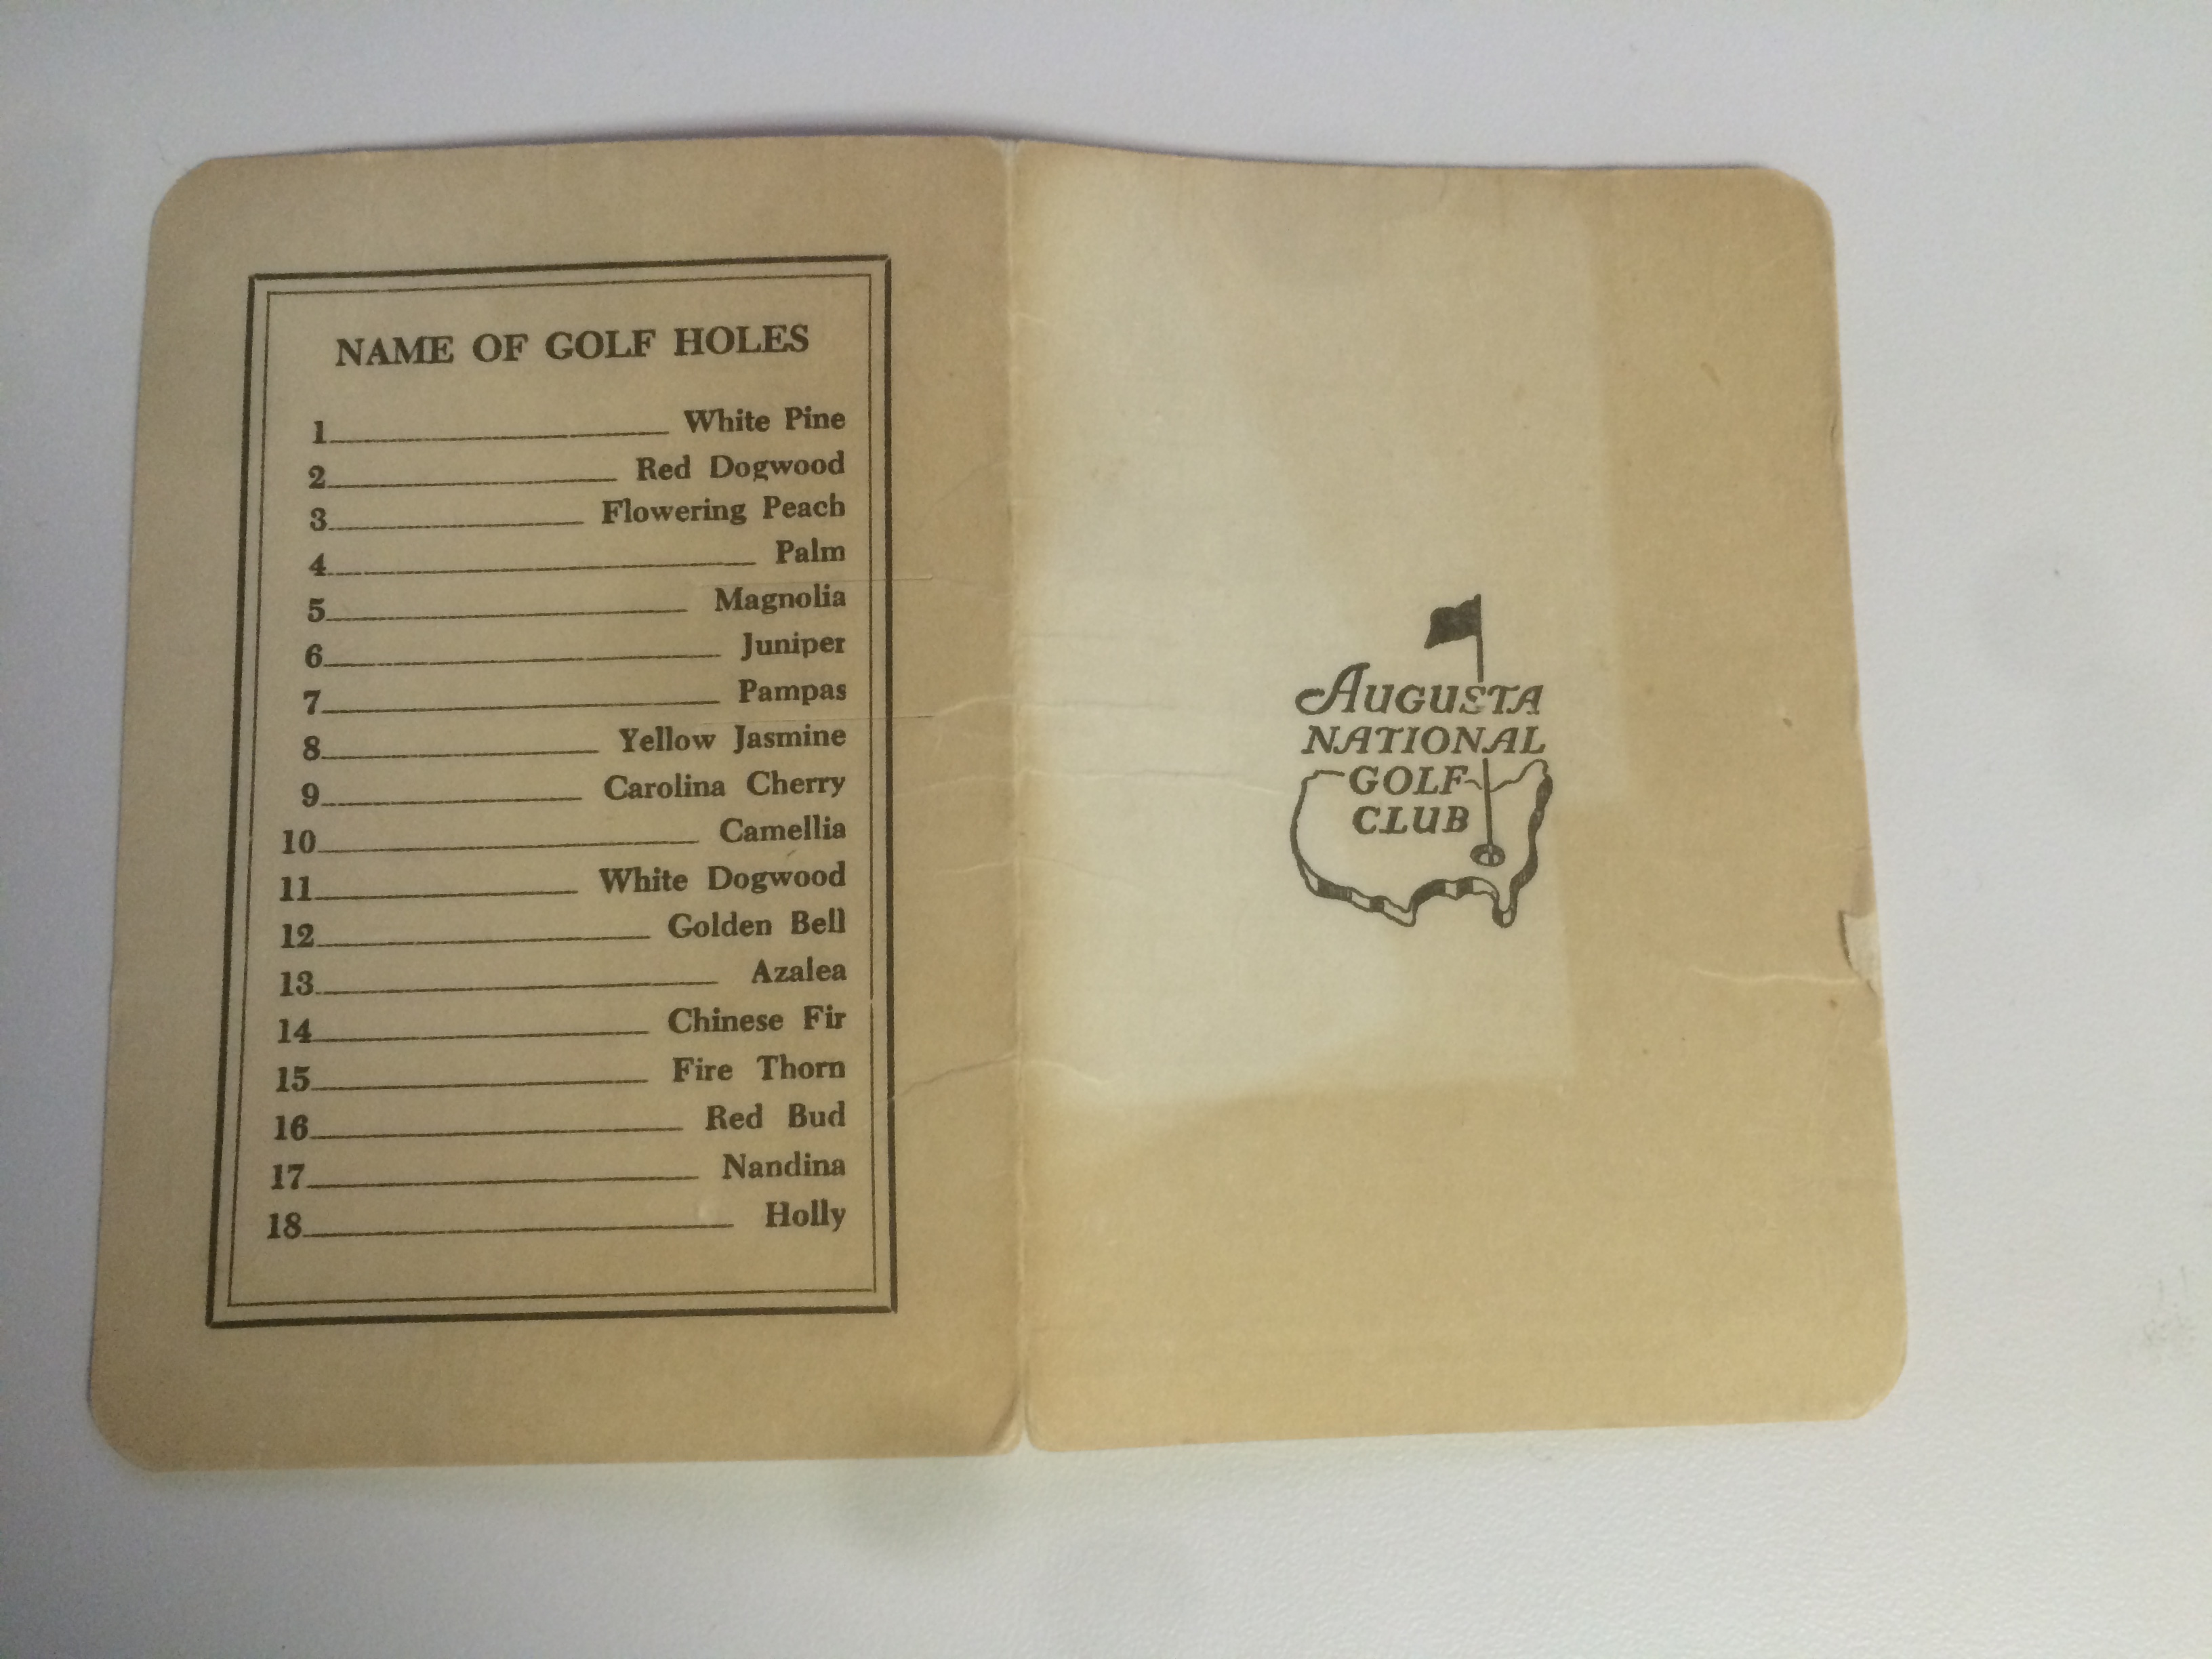 NAME OF GOLF HOLES
1 White Pine
2 Red Dogwood
3 Flowering Peach
4 Palm
5 Magnolia
6 Juniper
7 Pampas
8 Yellow Jasmine
9 Carolina Cherry
10 Camellia
11 White Dogwood
12 Golden Bell
13 Azalea
14 Chinese Fir
15 Fire Thorn
16 Red Bud
17 Nandina
18 Holly
AUGUSTA
NATIONAL
GOLF
CLUB